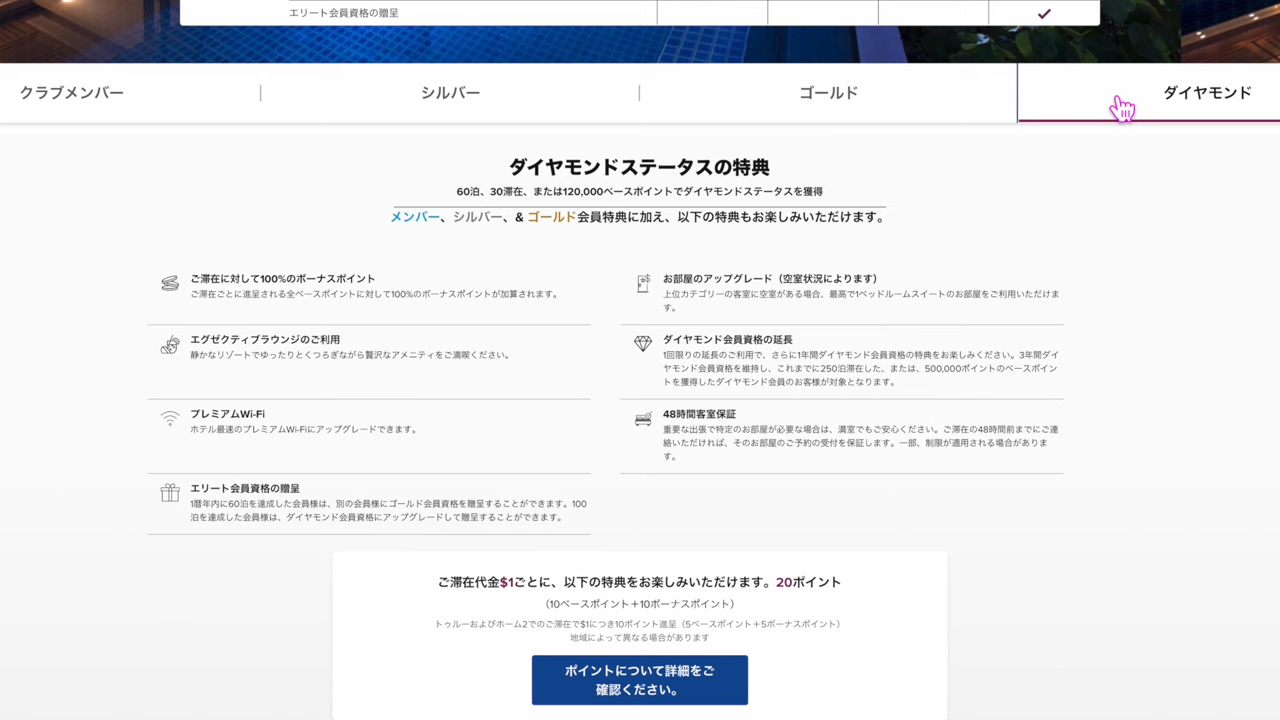 エリート会員資格の贈呈
クラブメンバー
シルバー
ゴールド
ダイヤモンド
ダイヤモンドステータスの特典
60泊、30滞在、または120,000ベースポイントでダイヤモンドステータスを獲得
メンバー、シルバー、& ゴールド会員特典に加え、以下の特典もお楽しみいただけます。
ご滞在に対して100%のボーナスポイント
ご滞在ごとに進呈される全ベースポイントに対して100%のボーナスポイントが加算されます。
お部屋のアップグレード（空室状況によります）
上位カテゴリーの客室に空室がある場合、最高で1ベッドルームスイートのお部屋をご利用いただけま
す。
エグゼクティブラウンジのご利用
静かなリゾートでゆったりとくつろぎながら贅沢なアメニティをご満喫ください。
ダイヤモンド会員資格の延長
1回限りの延長のご利用で、さらに1年間ダイヤモンド会員資格の特典をお楽しみください。3年間ダイ
ヤモンド会員資格を維持し、これまでに250泊滞在した、または、500,000ポイントのベースポイン
トを獲得したダイヤモンド会員のお客様が対象となります。
プレミアムWi-Fi
ホテル最速のプレミアムWi-Fiにアップグレードできます。
48時間客室保証
重要な出張で特定のお部屋が必要な場合は、満室でもご安心ください。ご滞在の48時間前までにご連
絡いただければ、そのお部屋のご予約の受付を保証します。一部、制限が適用される場合がありま
す。
エリート会員資格の贈呈
1暦年内に60泊を達成した会員様は、別の会員様にゴールド会員資格を贈呈することができます。100
泊を達成した会員様は、ダイヤモンド会員資格にアップグレードして贈呈することができます。
ご滞在代金$1ごとに、以下の特典をお楽しみいただけます。20ポイント
（10ベースポイント＋10ボーナスポイント）
トゥルーおよびホーム2でのご滞在で$1につき10ポイント進呈（5ベースポイント＋5ボーナスポイント）
地域によって異なる場合があります
ポイントについて詳細をご
確認ください。